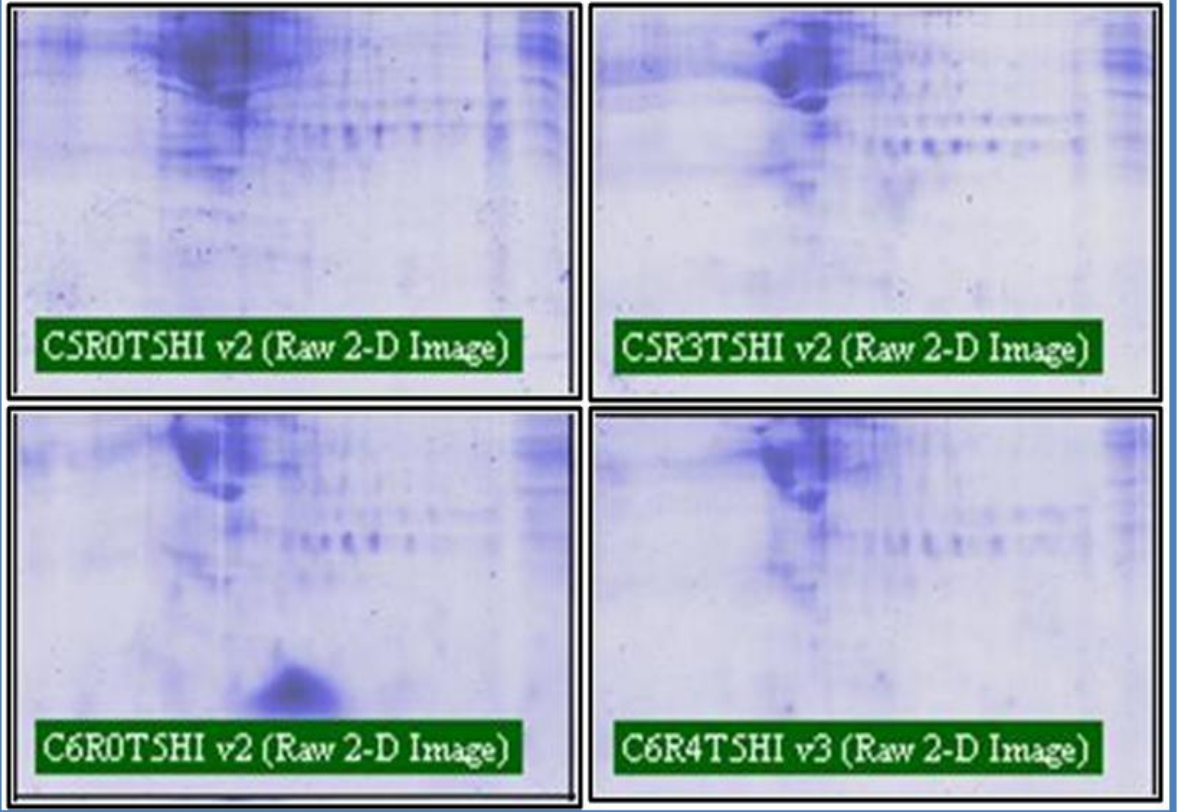 C5R0T5HI v2 (Raw 2-D Image)
C5R3T5HI v2 (Raw 2-D Image)
C6R0T5HI v2 (Raw 2-D Image)
C6R4T5HI v3 (Raw 2-D Image)